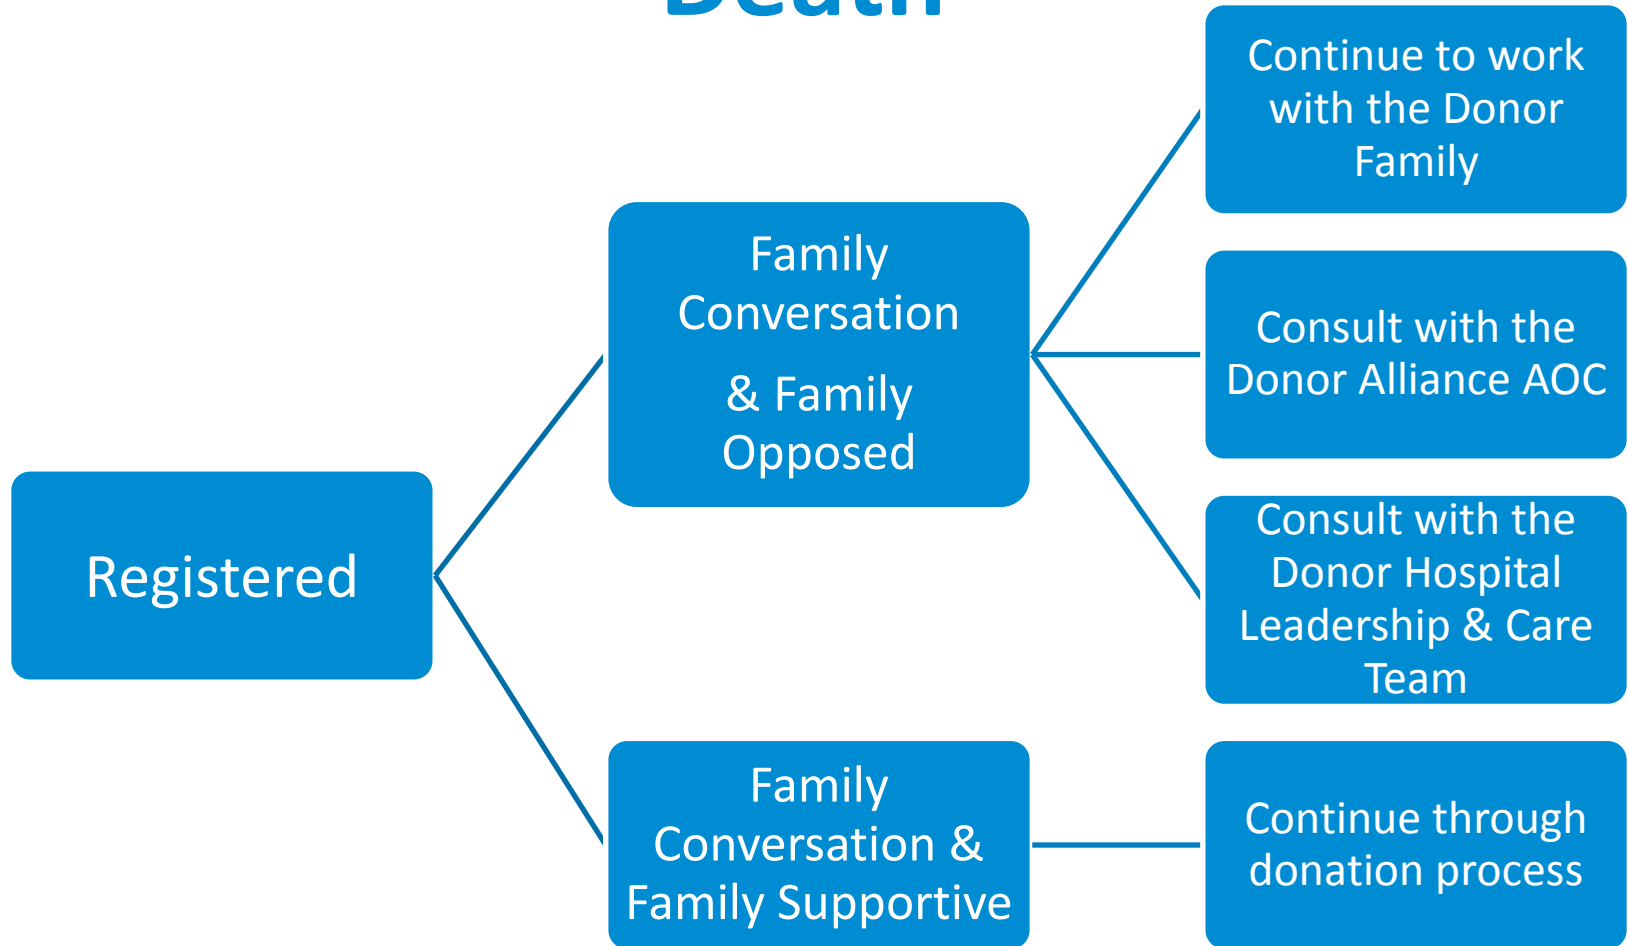 Death
Continue to work
with the Donor
Family
Family
Conversation
& Family
Opposed
Consult with the
Donor Alliance AOC
Registered
Consult with the
Donor Hospital
Leadership & Care
Team
Family
Conversation &
Family Supportive
Continue through
donation process